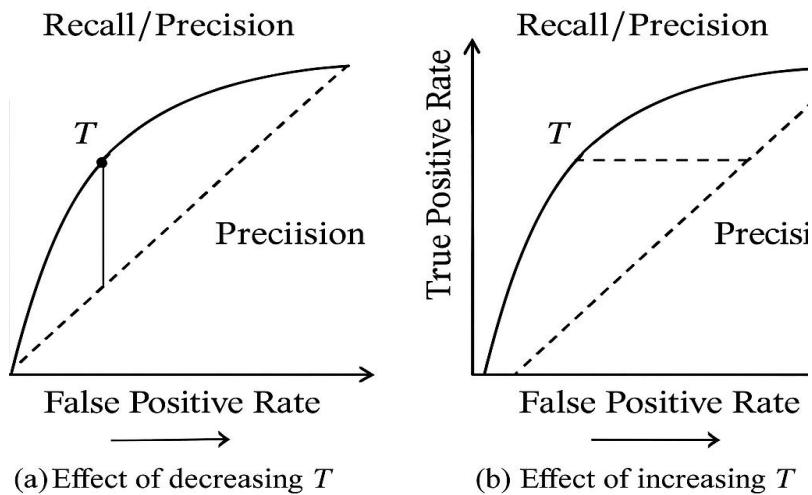 Recall/Precision
T
Preciision
False Positive Rate
(a) Effect of decreasing T
Recall/Precision
True Positive Rate
T
Precisi
False Positive Rate
(b) Effect of increasing T